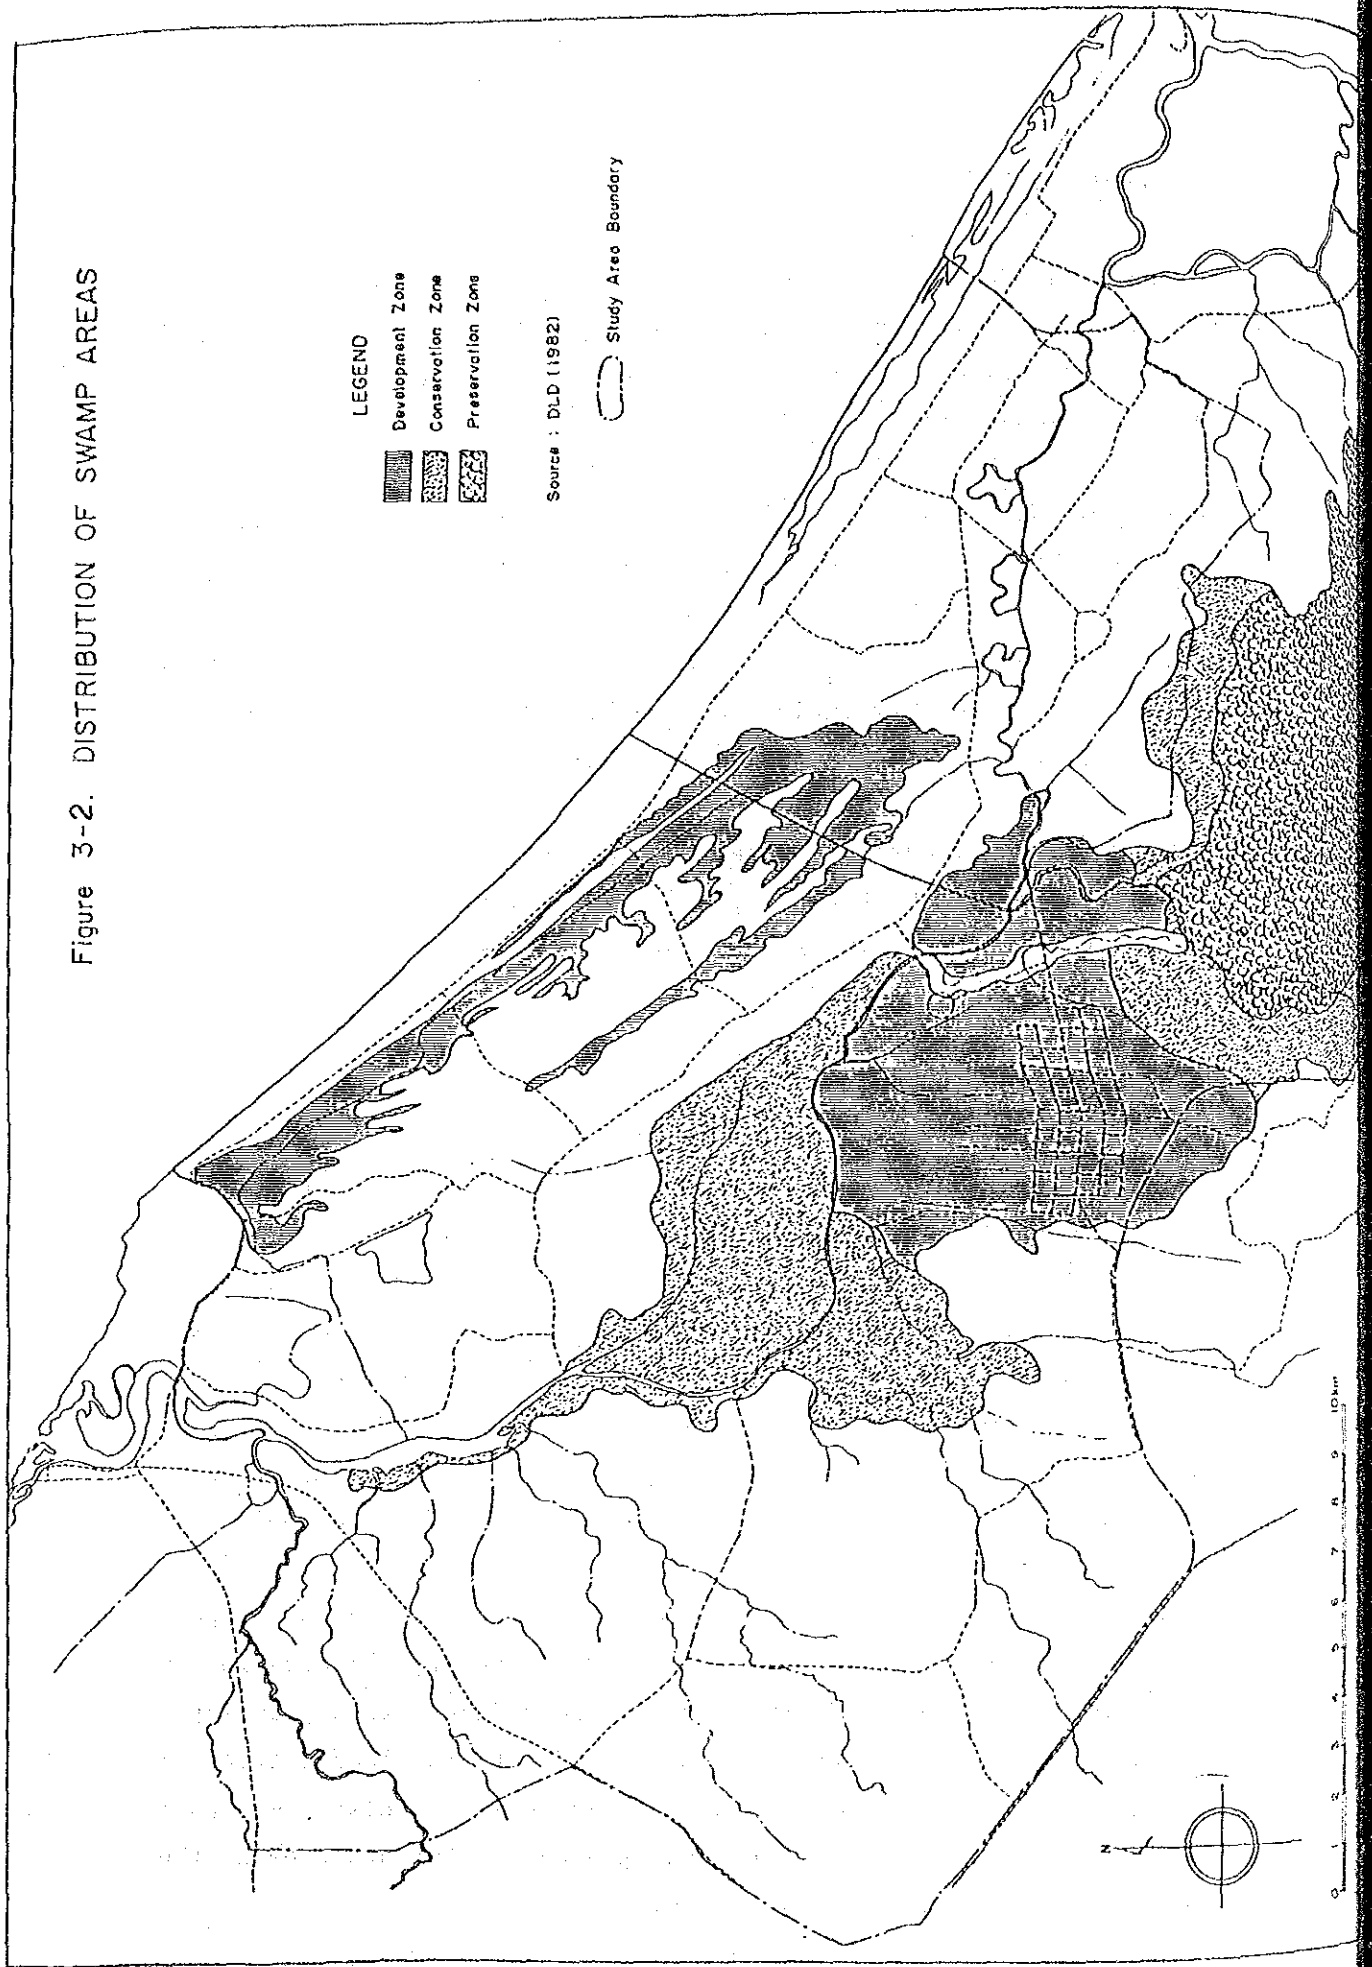 Figure 3-2. DISTRIBUTION OF SWAMP AREAS
LEGEND
Development Zone
Conservation Zone
Preservation Zone
Source : DLD (1982)
Study Area Boundary
N
0 1 2 3 4 5 6 7 8 9 10km